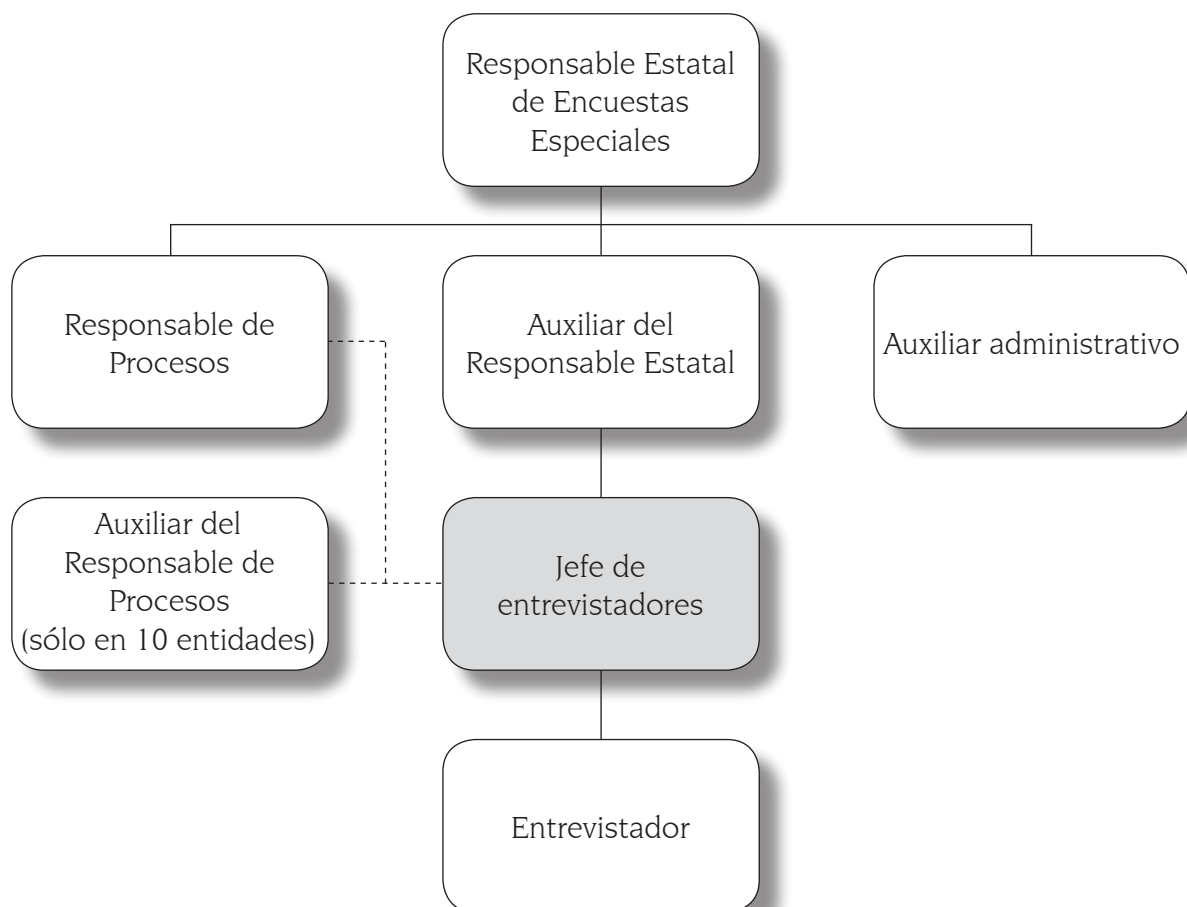 Responsable Estatal
de Encuestas
Especiales
Responsable de
Procesos
Auxiliar del
Responsable Estatal
Auxiliar administrativo
Auxiliar del
Responsable de
Procesos
(sólo en 10 entidades)
Jefe de
entrevistadores
Entrevistador